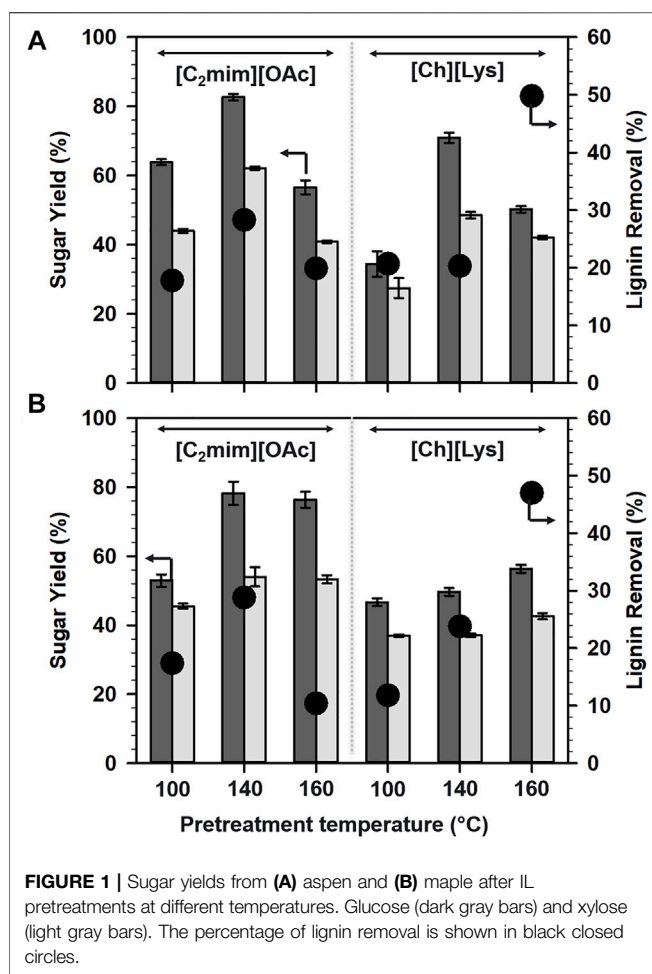 A
100
80
60
40
20
0
Sugar Yield (%)
[C₂mim][OAc]
[Ch][Lys]
60
50
40
30
20
10
0
Lignin Removal (%)
B
100
80
60
40
20
0
Sugar Yield (%)
[C₂mim][OAc]
[Ch][Lys]
60
50
40
30
20
10
0
Lignin Removal (%)
100 140 160 100 140 160
Pretreatment temperature (°C)
FIGURE 1 | Sugar yields from (A) aspen and (B) maple after IL
pretreatments at different temperatures. Glucose (dark gray bars) and xylose
(light gray bars). The percentage of lignin removal is shown in black closed
circles.